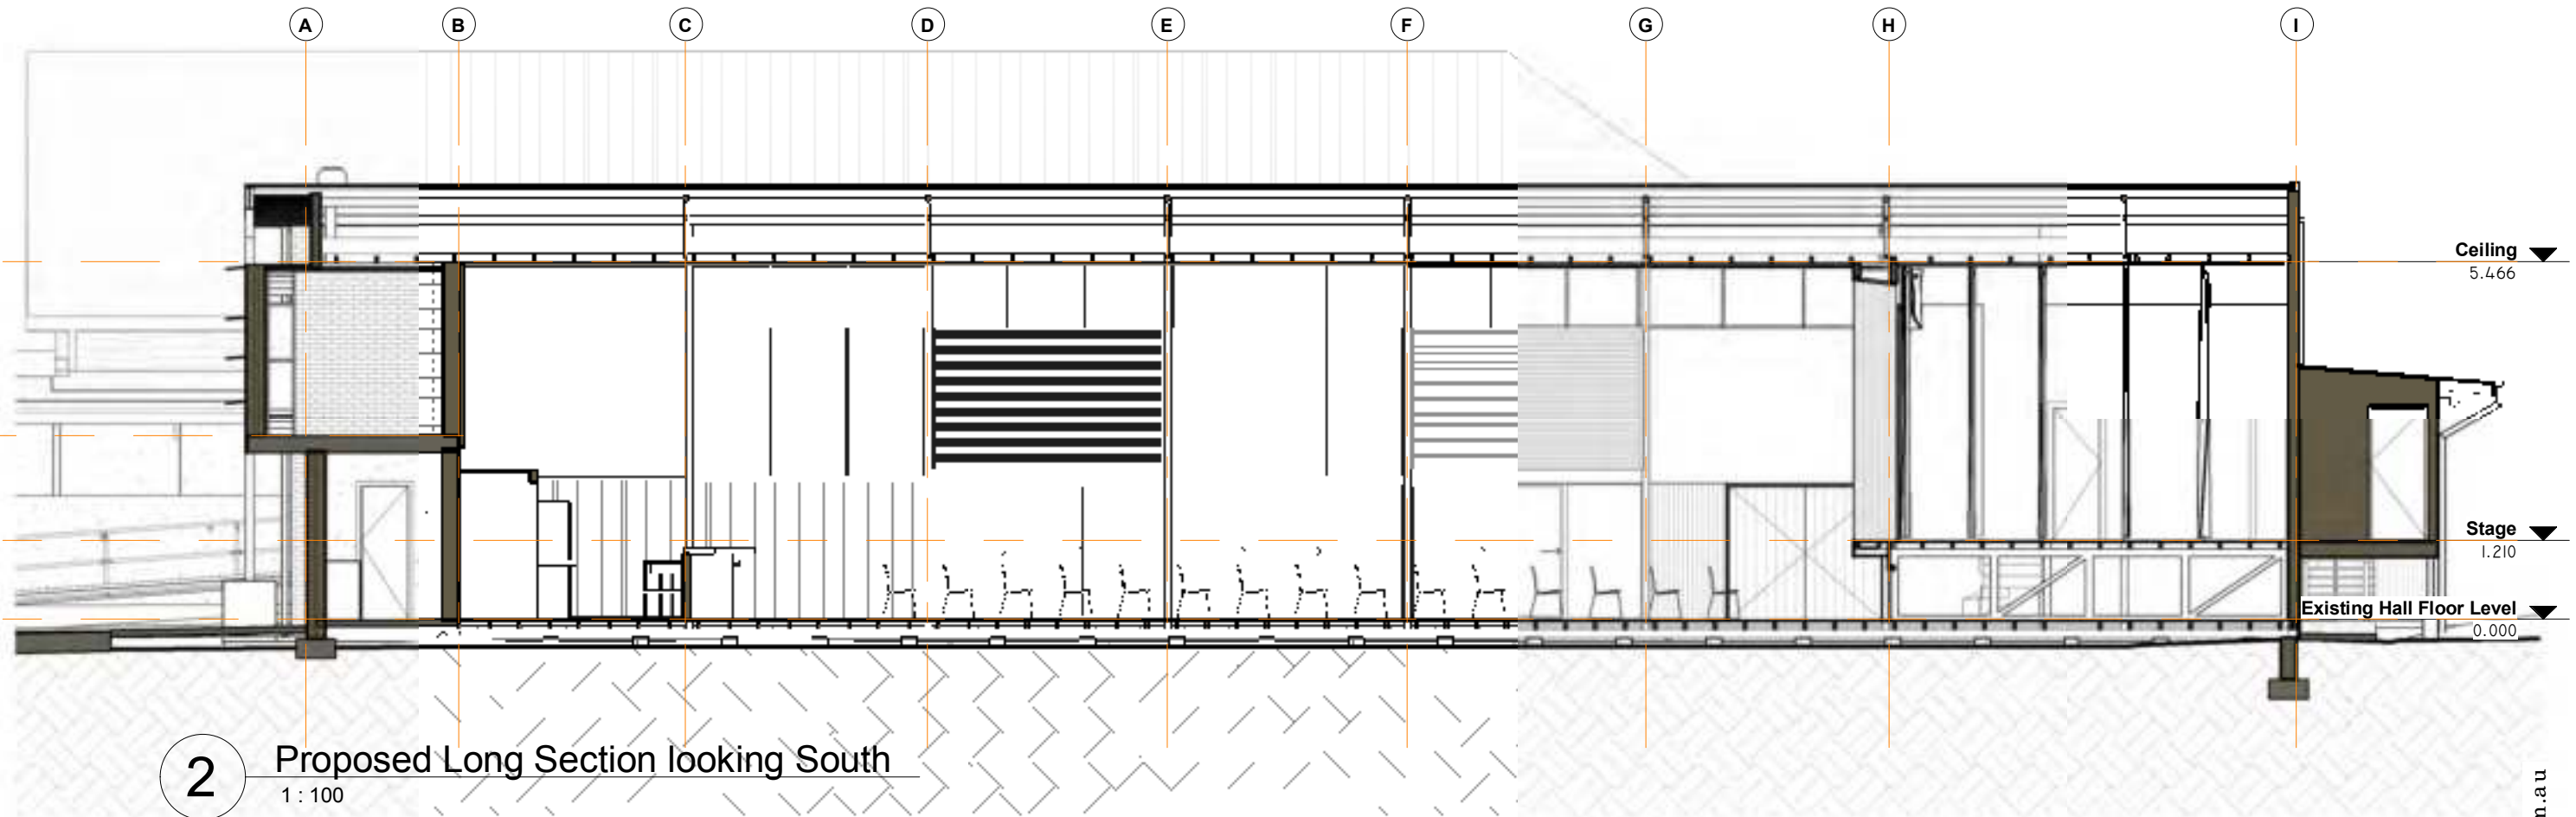 A B C D E F G H I
Ceiling
5.466
Stage
1.210
Existing Hall Floor Level
0.000
2
Proposed Long Section looking South
1 : 100
m.au